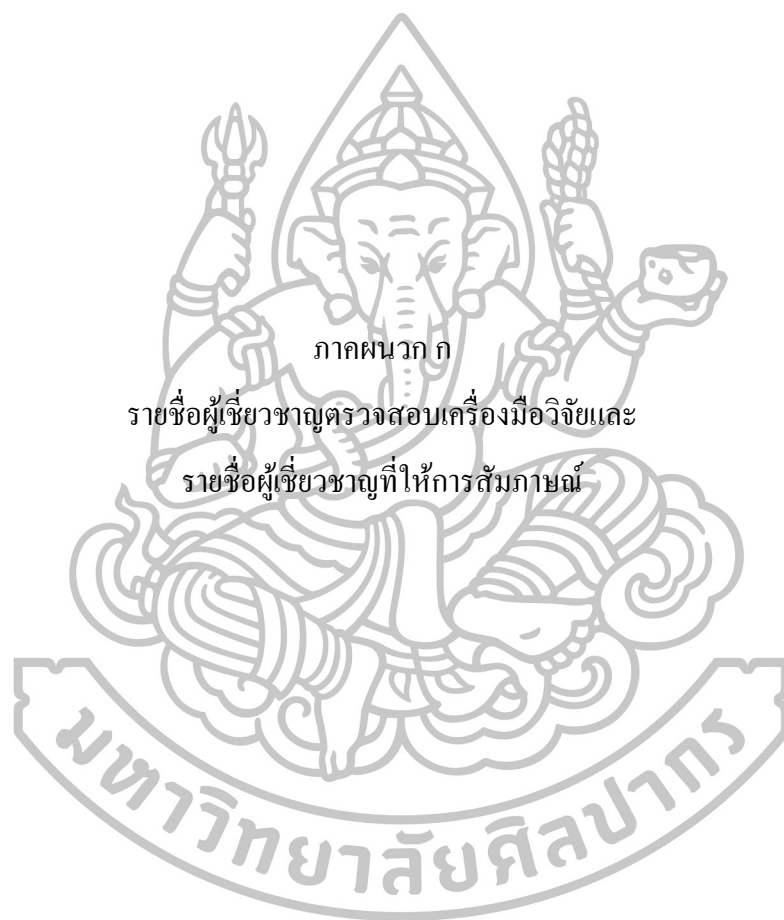 ภาคผนวก ก
รายชื่อผู้เชี่ยวชาญตรวจสอบเครื่องมือวิจัยและ
รายชื่อผู้เชี่ยวชาญที่ให้การสัมภาษณ์
มหาวิทยาลัยศิลปากร